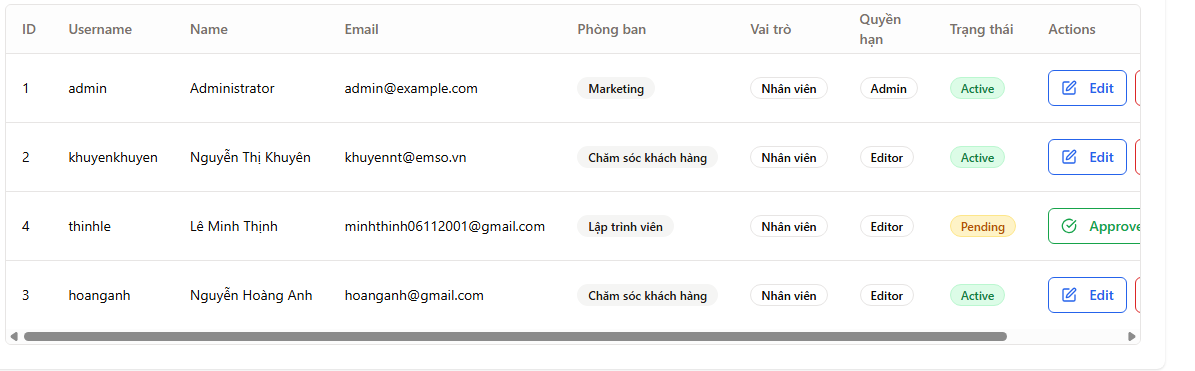 ID Username Name Email Phòng ban Vai trò Quyền hạn Trạng thái Actions
1 admin Administrator admin@example.com Marketing Nhân viên Admin Active Edit
2 khuyenkhuyen Nguyễn Thị Khuyên khuyennt@emso.vn Chăm sóc khách hàng Nhân viên Editor Active Edit
4 thinhle Lê Minh Thịnh minhthinh06112001@gmail.com Lập trình viên Nhân viên Editor Pending Approve
3 hoanganh Nguyễn Hoàng Anh hoanganh@gmail.com Chăm sóc khách hàng Nhân viên Editor Active Edit